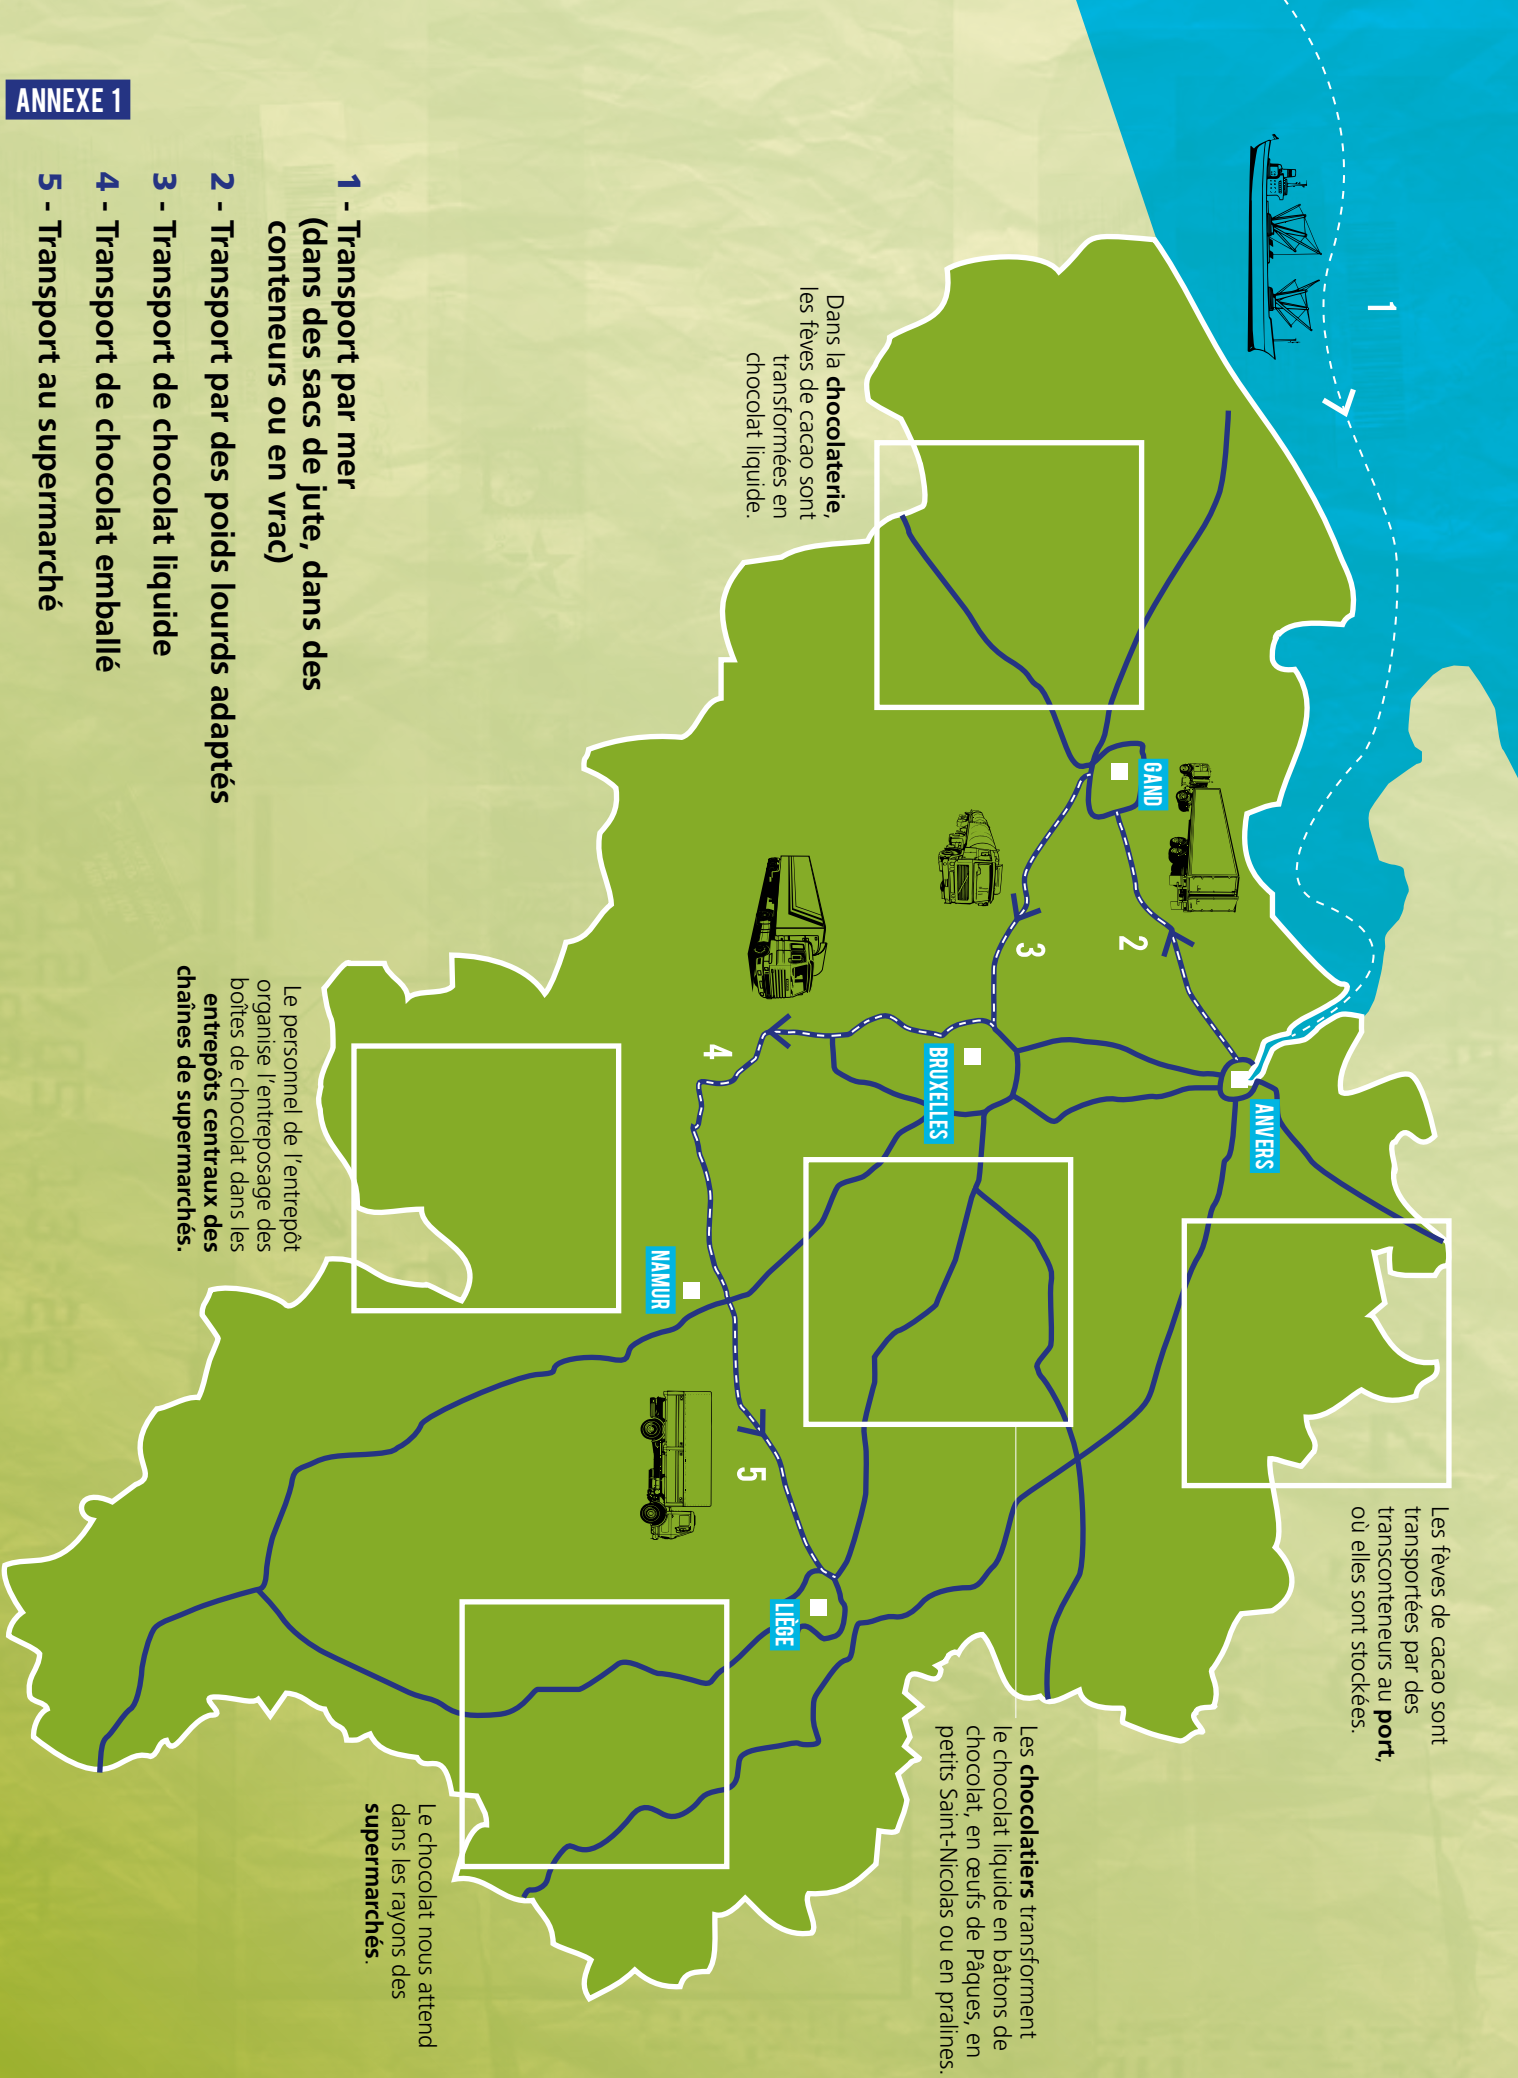 1
Les fèves de cacao sont
transportées par des
transconteneurs au port,
où elles sont stockées.
ANVERS
GAND
2
3
BRUXELLES
Les chocolatiers transforment
le chocolat liquide en bâtons de
chocolat, en œufs de Pâques, en
petits Saint-Nicolas ou en pralines.
Dans la chocolaterie,
les fèves de cacao sont
transformées en
chocolat liquide.
4
5
LIÈGE
NAMUR
Le chocolat nous attend
dans les rayons des
supermarchés.
Le personnel de l'entrepôt
organise l'entreposage des
boîtes de chocolat dans les
entrepôts centraux des
chaînes de supermarchés.
1 - Transport par mer
(dans des sacs de jute, dans des
conteneurs ou en vrac)
2 - Transport par des poids lourds adaptés
3 - Transport de chocolat liquide
4 - Transport de chocolat emballé
5 - Transport au supermarché
ANNEXE 1